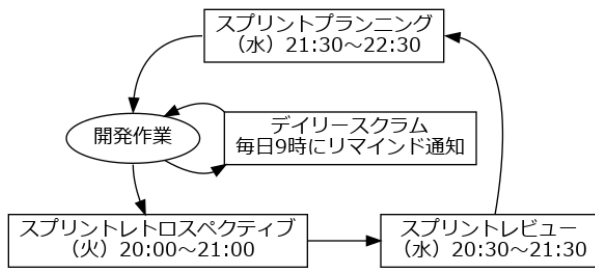 スプリントプランニング
（水）21:30～22:30
開発作業
デイリースクラム
毎日9時にリマインド通知
スプリントレトロスペクティブ
（火）20:00～21:00
スプリントレビュー
（水）20:30～21:30